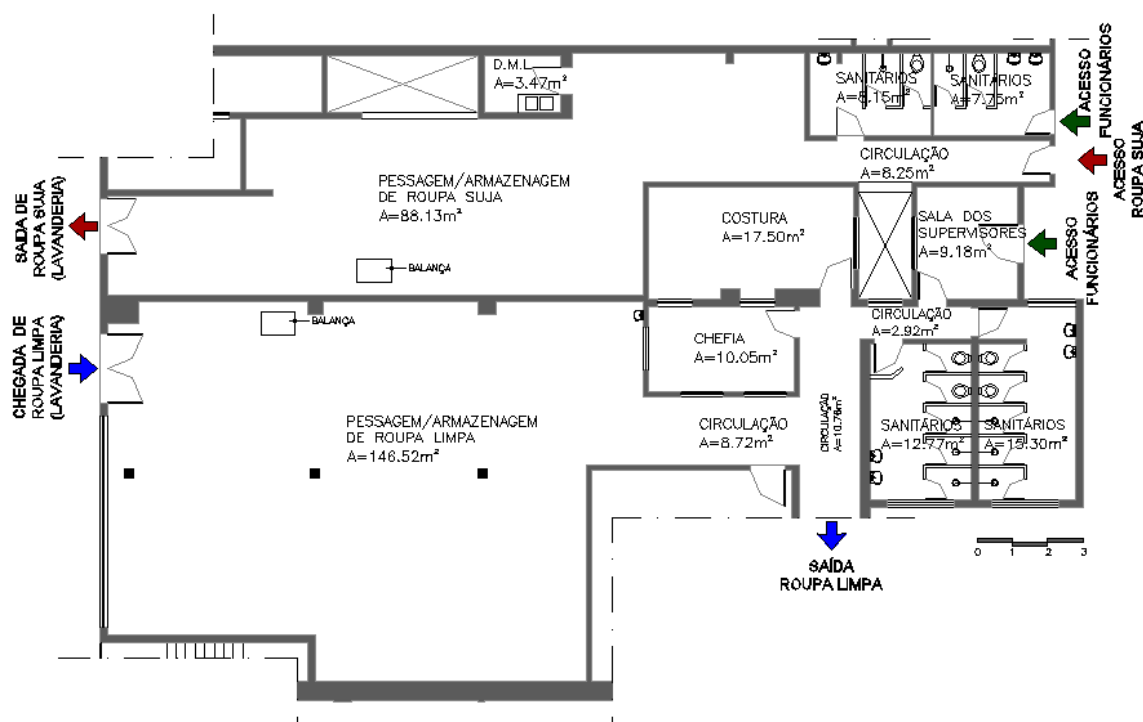 D.M.L.
A=3.47m²
SANITÁRIOS
A=8.15m²
SANITÁRIOS
A=7.75m²
ACESSO
FUNCIONÁRIOS
CIRCULAÇÃO
A=8.25m²
ACESSO
ROUPA SUJA
PESSAGEM/ARMAZENAGEM
DE ROUPA SUJA
A=88.13m²
COSTURA
A=17.50m²
SALA DOS
SUPERVISORES
A=9.18m²
ACESSO
FUNCIONÁRIOS
SAÍDA DE
ROUPA SUJA
(LAVANDERIA)
BALANÇA
BALANÇA
CIRCULAÇÃO
A=2.92m²
CHEFIA
A=10.05m²
CHEGADA DE
ROUPA LIMPA
(LAVANDERIA)
PESSAGEM/ARMAZENAGEM
DE ROUPA LIMPA
A=146.52m²
CIRCULAÇÃO
A=8.72m²
CIRCULAÇÃO
A=10.76m²
SANITÁRIOS
A=12.77m²
SANITÁRIOS
A=15.30m²
0 1 2 3
SAÍDA
ROUPA LIMPA